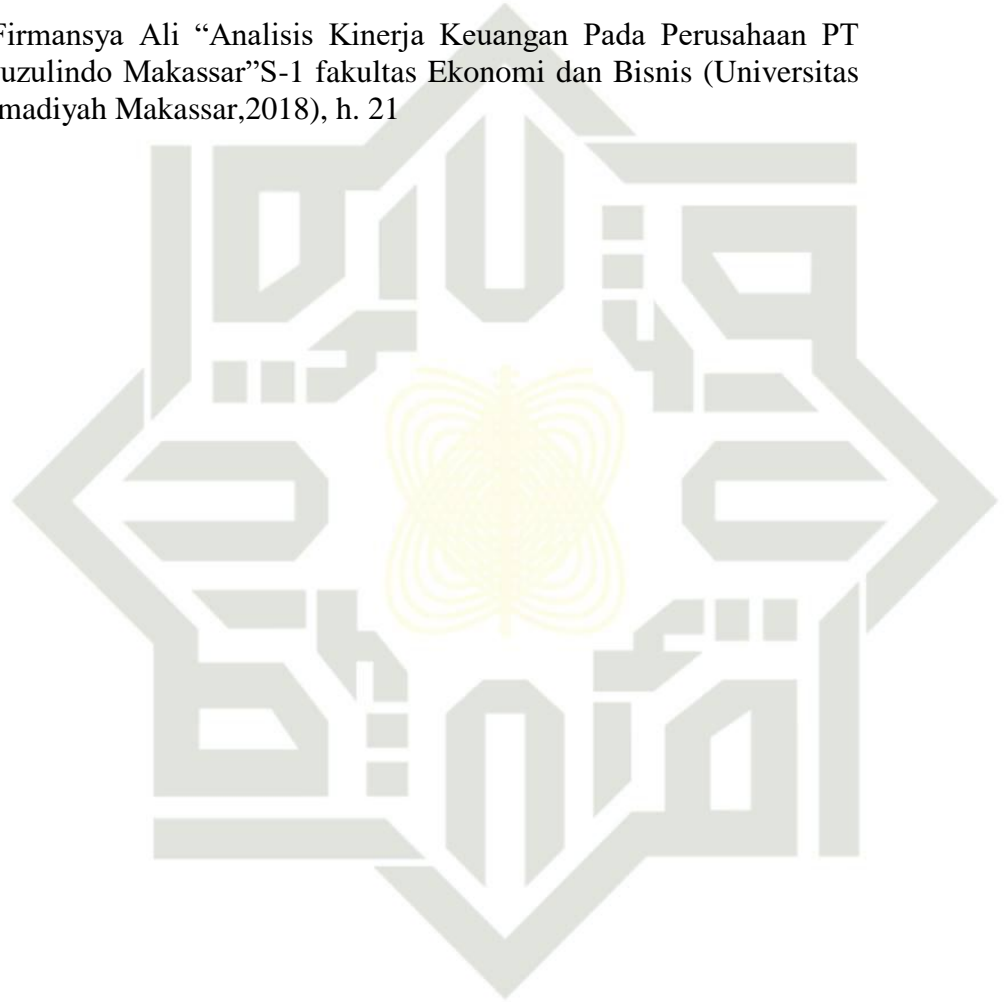 Firmansya Ali “Analisis Kinerja Keuangan Pada Perusahaan PT
uzulindo Makassar”S-1 fakultas Ekonomi dan Bisnis (Universitas
madiyah Makassar,2018), h. 21